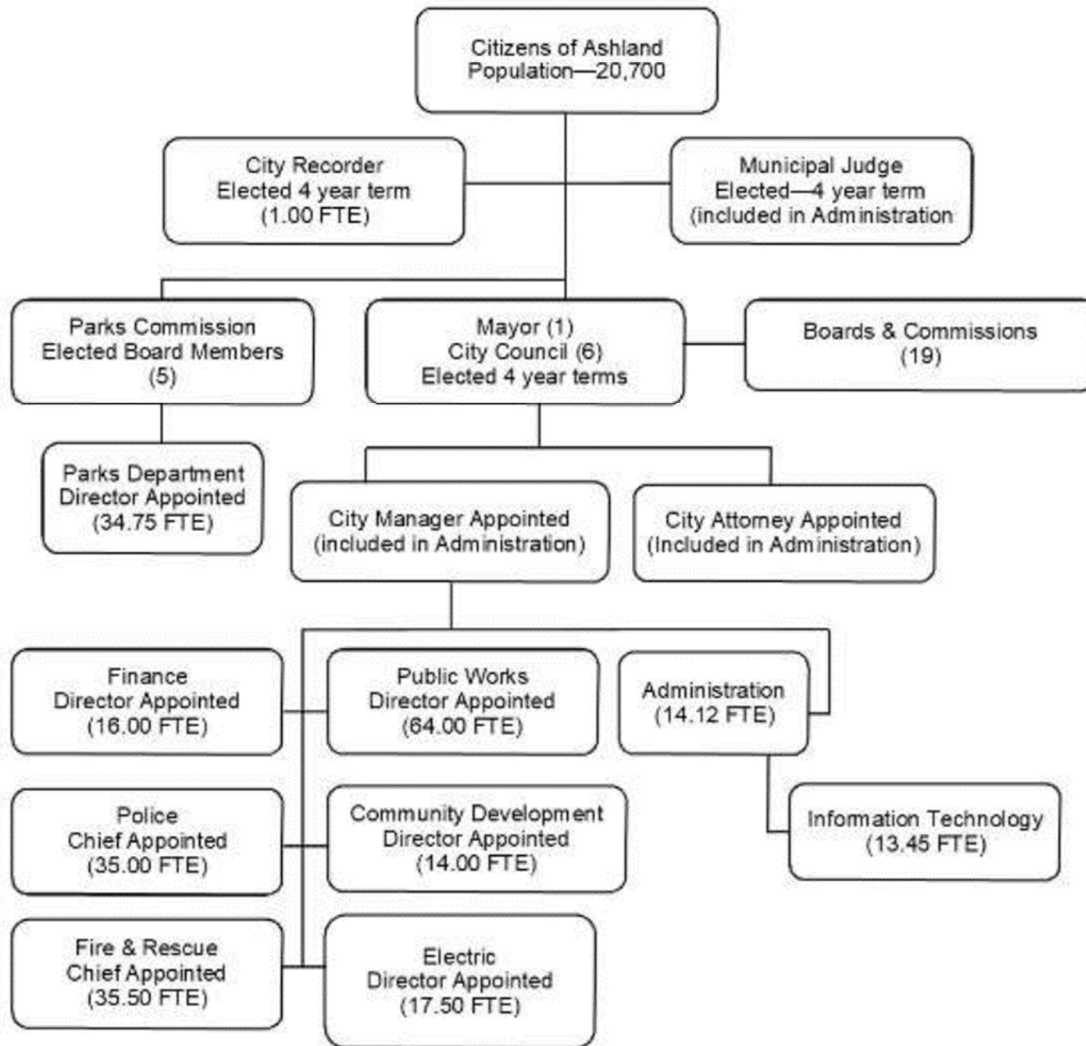 Citizens of Ashland
Population—20,700
City Recorder
Elected 4 year term
(1.00 FTE)
Municipal Judge
Elected—4 year term
(included in Administration
Parks Commission
Elected Board Members
(5)
Mayor (1)
City Council (6)
Elected 4 year terms
Boards & Commissions
(19)
Parks Department
Director Appointed
(34.75 FTE)
City Manager Appointed
(included in Administration)
City Attorney Appointed
(Included in Administration)
Finance
Director Appointed
(16.00 FTE)
Public Works
Director Appointed
(64.00 FTE)
Administration
(14.12 FTE)
Police
Chief Appointed
(35.00 FTE)
Community Development
Director Appointed
(14.00 FTE)
Information Technology
(13.45 FTE)
Fire & Rescue
Chief Appointed
(35.50 FTE)
Electric
Director Appointed
(17.50 FTE)